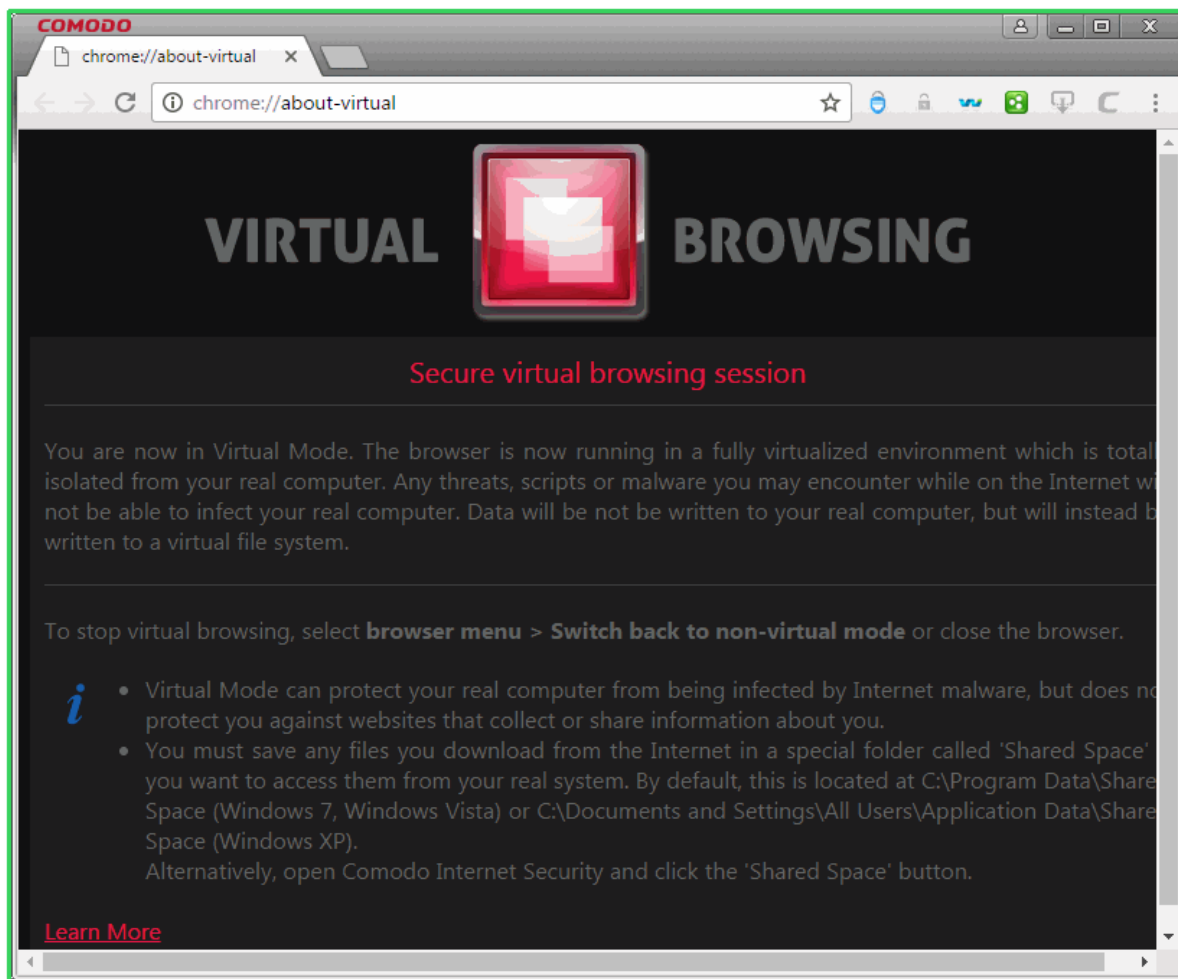 COMODO
chrome://about-virtual
chrome://about-virtual
VIRTUAL BROWSING
Secure virtual browsing session
You are now in Virtual Mode. The browser is now running in a fully virtualized environment which is totall
isolated from your real computer. Any threats, scripts or malware you may encounter while on the Internet wi
not be able to infect your real computer. Data will be not be written to your real computer, but will instead b
written to a virtual file system.
To stop virtual browsing, select browser menu > Switch back to non-virtual mode or close the browser.
i
• Virtual Mode can protect your real computer from being infected by Internet malware, but does no
protect you against websites that collect or share information about you.
• You must save any files you download from the Internet in a special folder called 'Shared Space'
you want to access them from your real system. By default, this is located at C:\Program Data\Share
Space (Windows 7, Windows Vista) or C:\Documents and Settings\All Users\Application Data\Share
Space (Windows XP).
Alternatively, open Comodo Internet Security and click the 'Shared Space' button.
Learn More